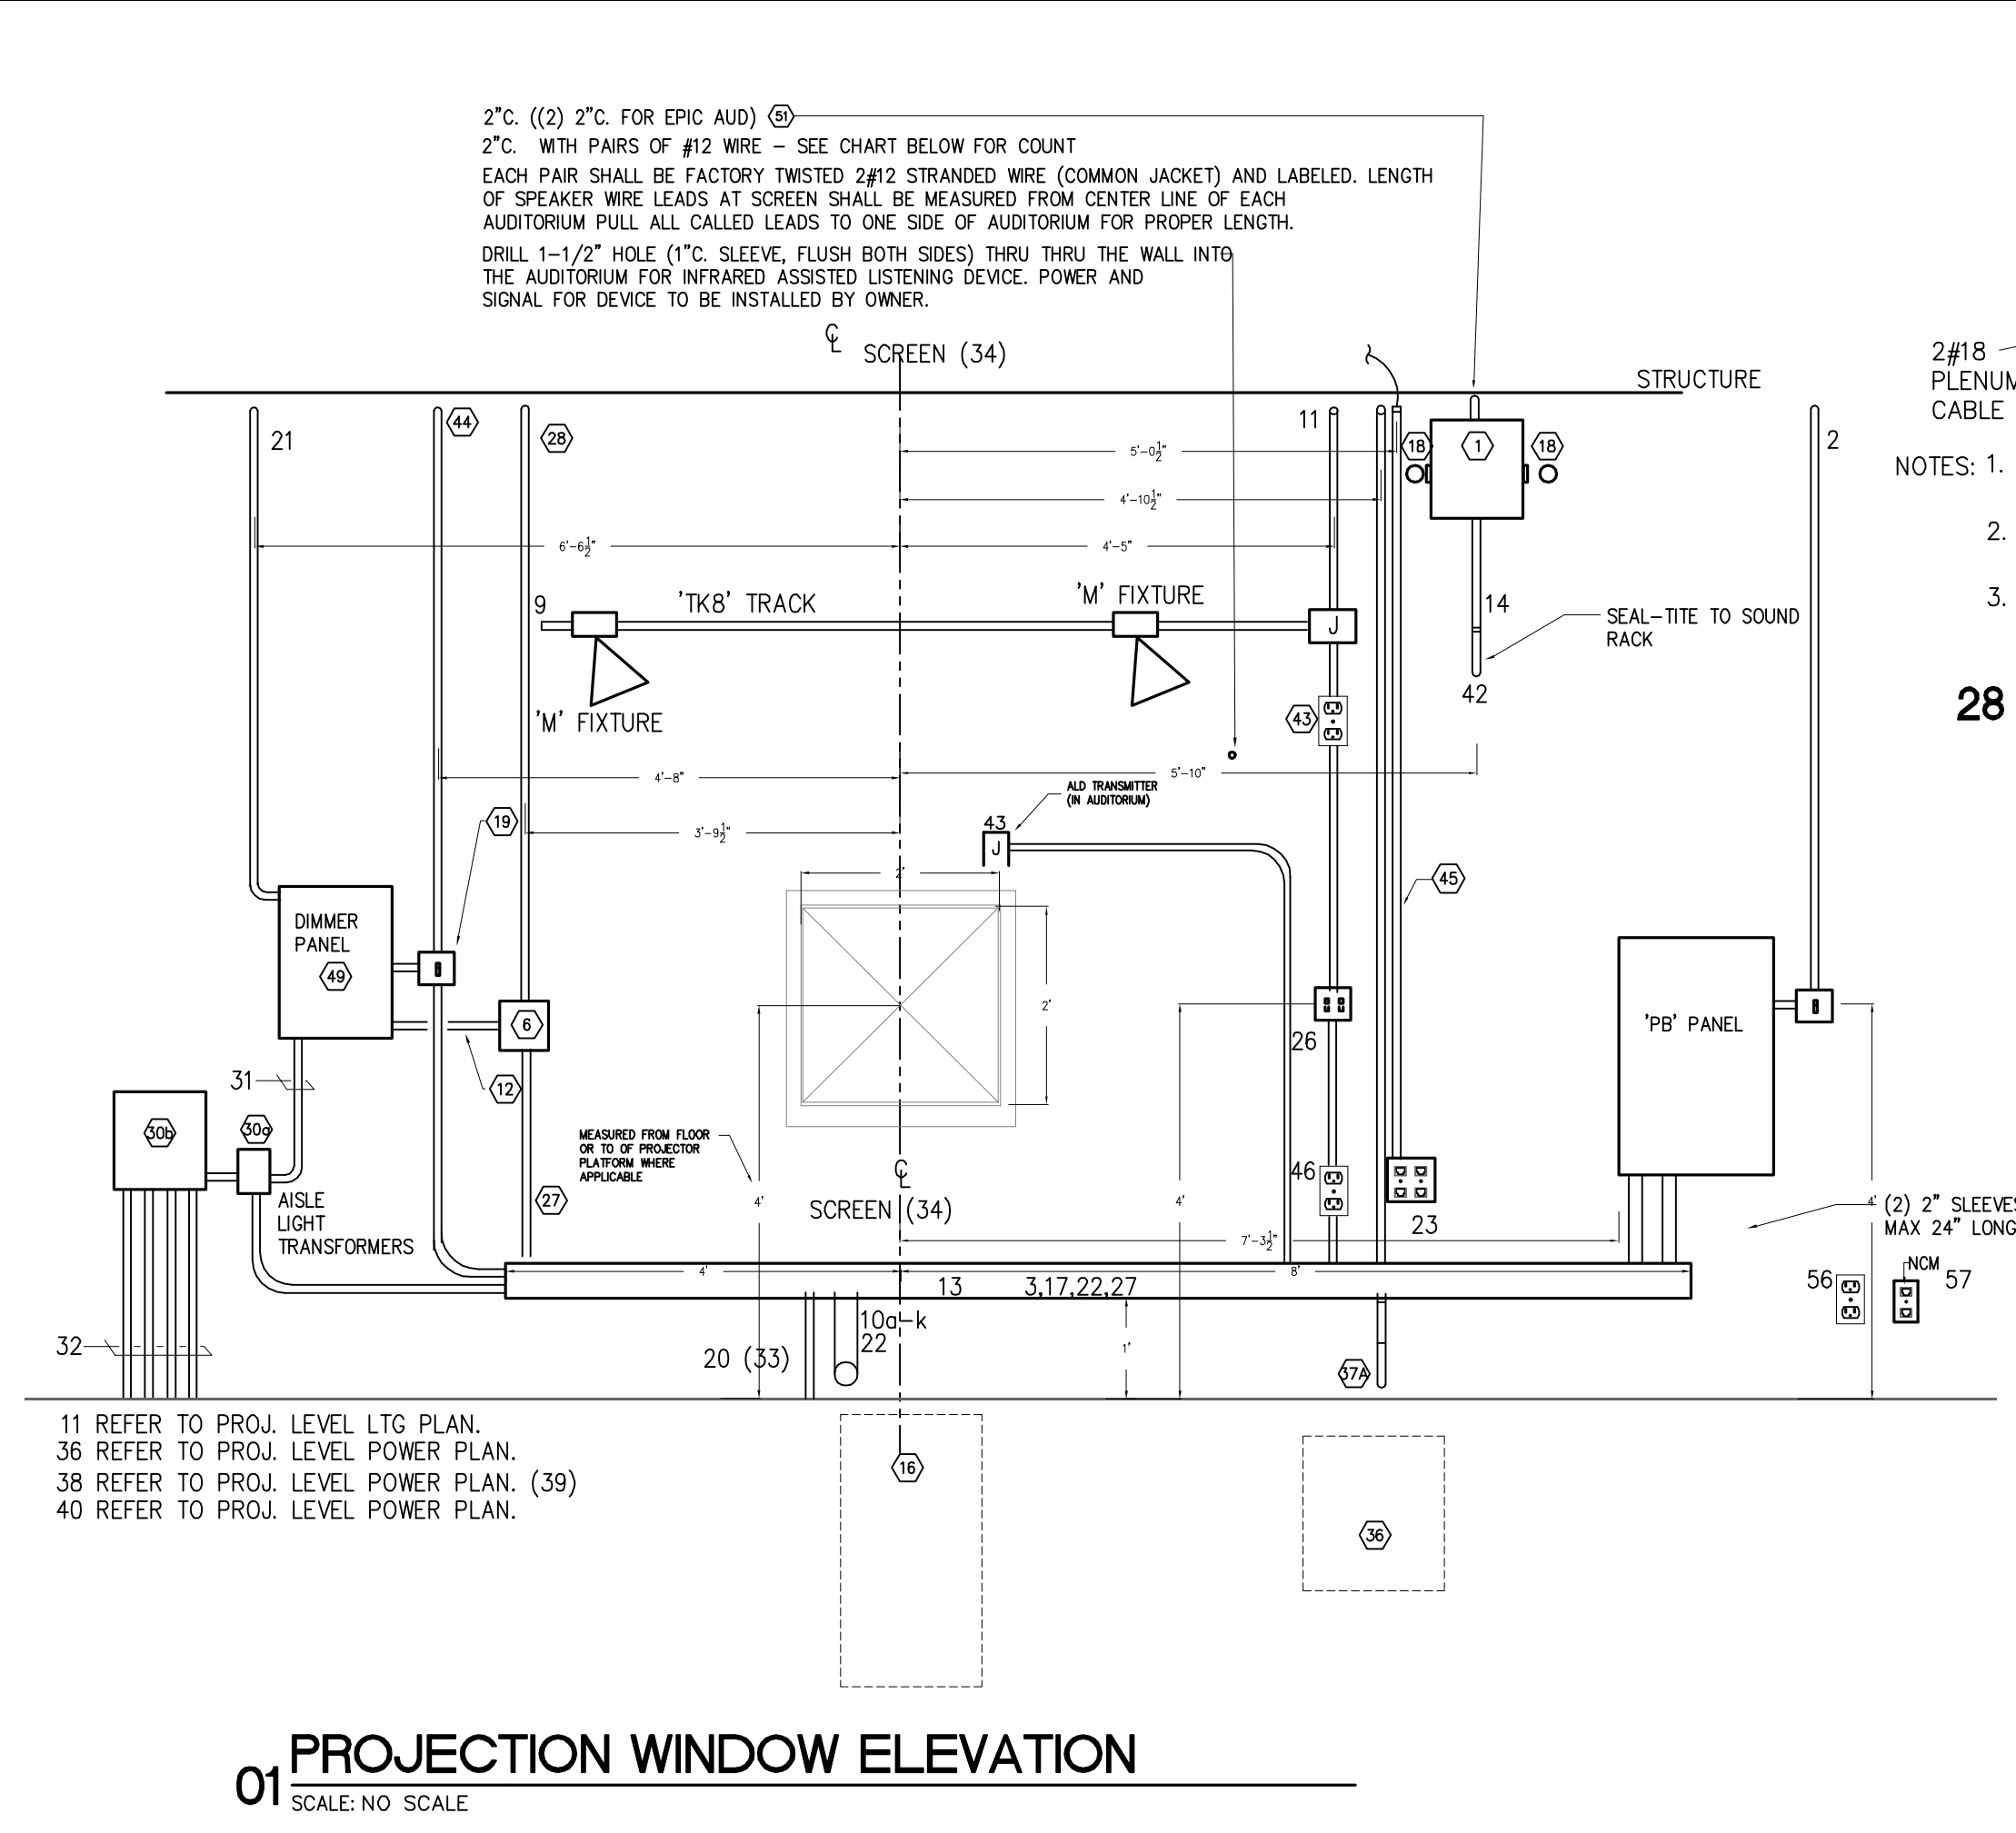 2"C. ((2) 2"C. FOR EPIC AUD) 51
2"C. WITH PAIRS OF #12 WIRE – SEE CHART BELOW FOR COUNT
EACH PAIR SHALL BE FACTORY TWISTED 2#12 STRANDED WIRE (COMMON JACKET) AND LABELED. LENGTH
OF SPEAKER WIRE LEADS AT SCREEN SHALL BE MEASURED FROM CENTER LINE OF EACH
AUDITORIUM PULL ALL CALLED LEADS TO ONE SIDE OF AUDITORIUM FOR PROPER LENGTH.
DRILL 1–1/2" HOLE (1"C. SLEEVE, FLUSH BOTH SIDES) THRU THRU THE WALL INTO
THE AUDITORIUM FOR INFRARED ASSISTED LISTENING DEVICE. POWER AND
SIGNAL FOR DEVICE TO BE INSTALLED BY OWNER.
℄ SCREEN (34)
STRUCTURE
2#18
PLENUM
CABLE
NOTES: 1.
2.
3.
28
21
44
28
11
18
1
18
2
5'–0½"
4'–10½"
6'–6½"
4'–5"
9
'TK8' TRACK
'M' FIXTURE
J
14
SEAL–TITE TO SOUND
RACK
42
'M' FIXTURE
43
4'–8"
5'–10"
ALD TRANSMITTER
(IN AUDITORIUM)
19
3'–9½"
43
J
2'
45
DIMMER
PANEL
49
6
2'
26
'PB' PANEL
31
12
30b
30a
MEASURED FROM FLOOR
OR TO OF PROJECTOR
PLATFORM WHERE
APPLICABLE
℄
SCREEN (34)
4'
4'
46
23
27
AISLE
LIGHT
TRANSFORMERS
7'–3½"
4'
(2) 2" SLEEVES
MAX 24" LONG
4'
8'
13
3,17,22,27
56
NCM
57
10a–k
22
20 (33)
1'
37A
32
11 REFER TO PROJ. LEVEL LTG PLAN.
36 REFER TO PROJ. LEVEL POWER PLAN.
38 REFER TO PROJ. LEVEL POWER PLAN. (39)
40 REFER TO PROJ. LEVEL POWER PLAN.
16
36
01 PROJECTION WINDOW ELEVATION
SCALE: NO SCALE